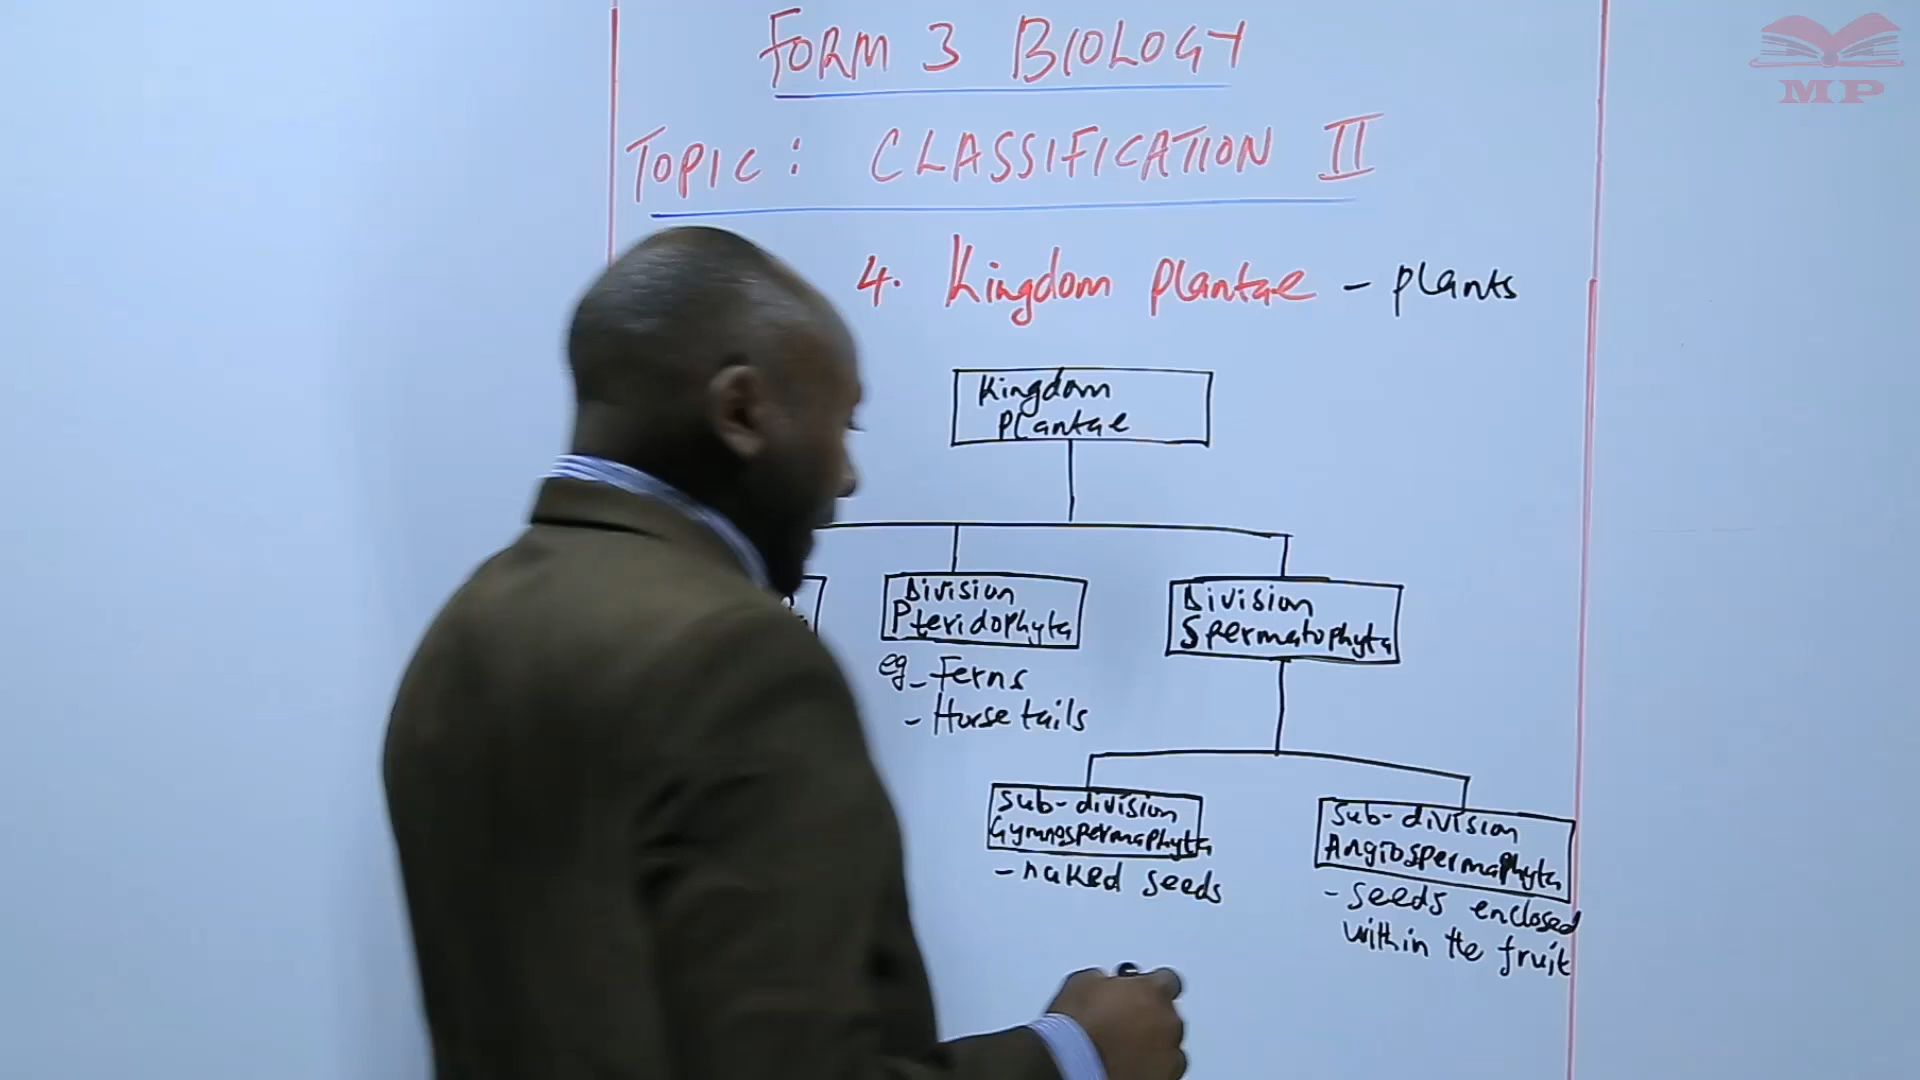 FORM 3 BIOLOGY
TOPIC: CLASSIFICATION II
4. Kingdom Plantae - plants
Kingdom
Plantae
Division
Pteridophyta
eg - Ferns
- Horse tails
Division
Spermatophyta
Sub-division
Gymnospermaphyta
- naked seeds
Sub-division
Angiospermaphyta
- seeds enclosed
within the fruit
MP